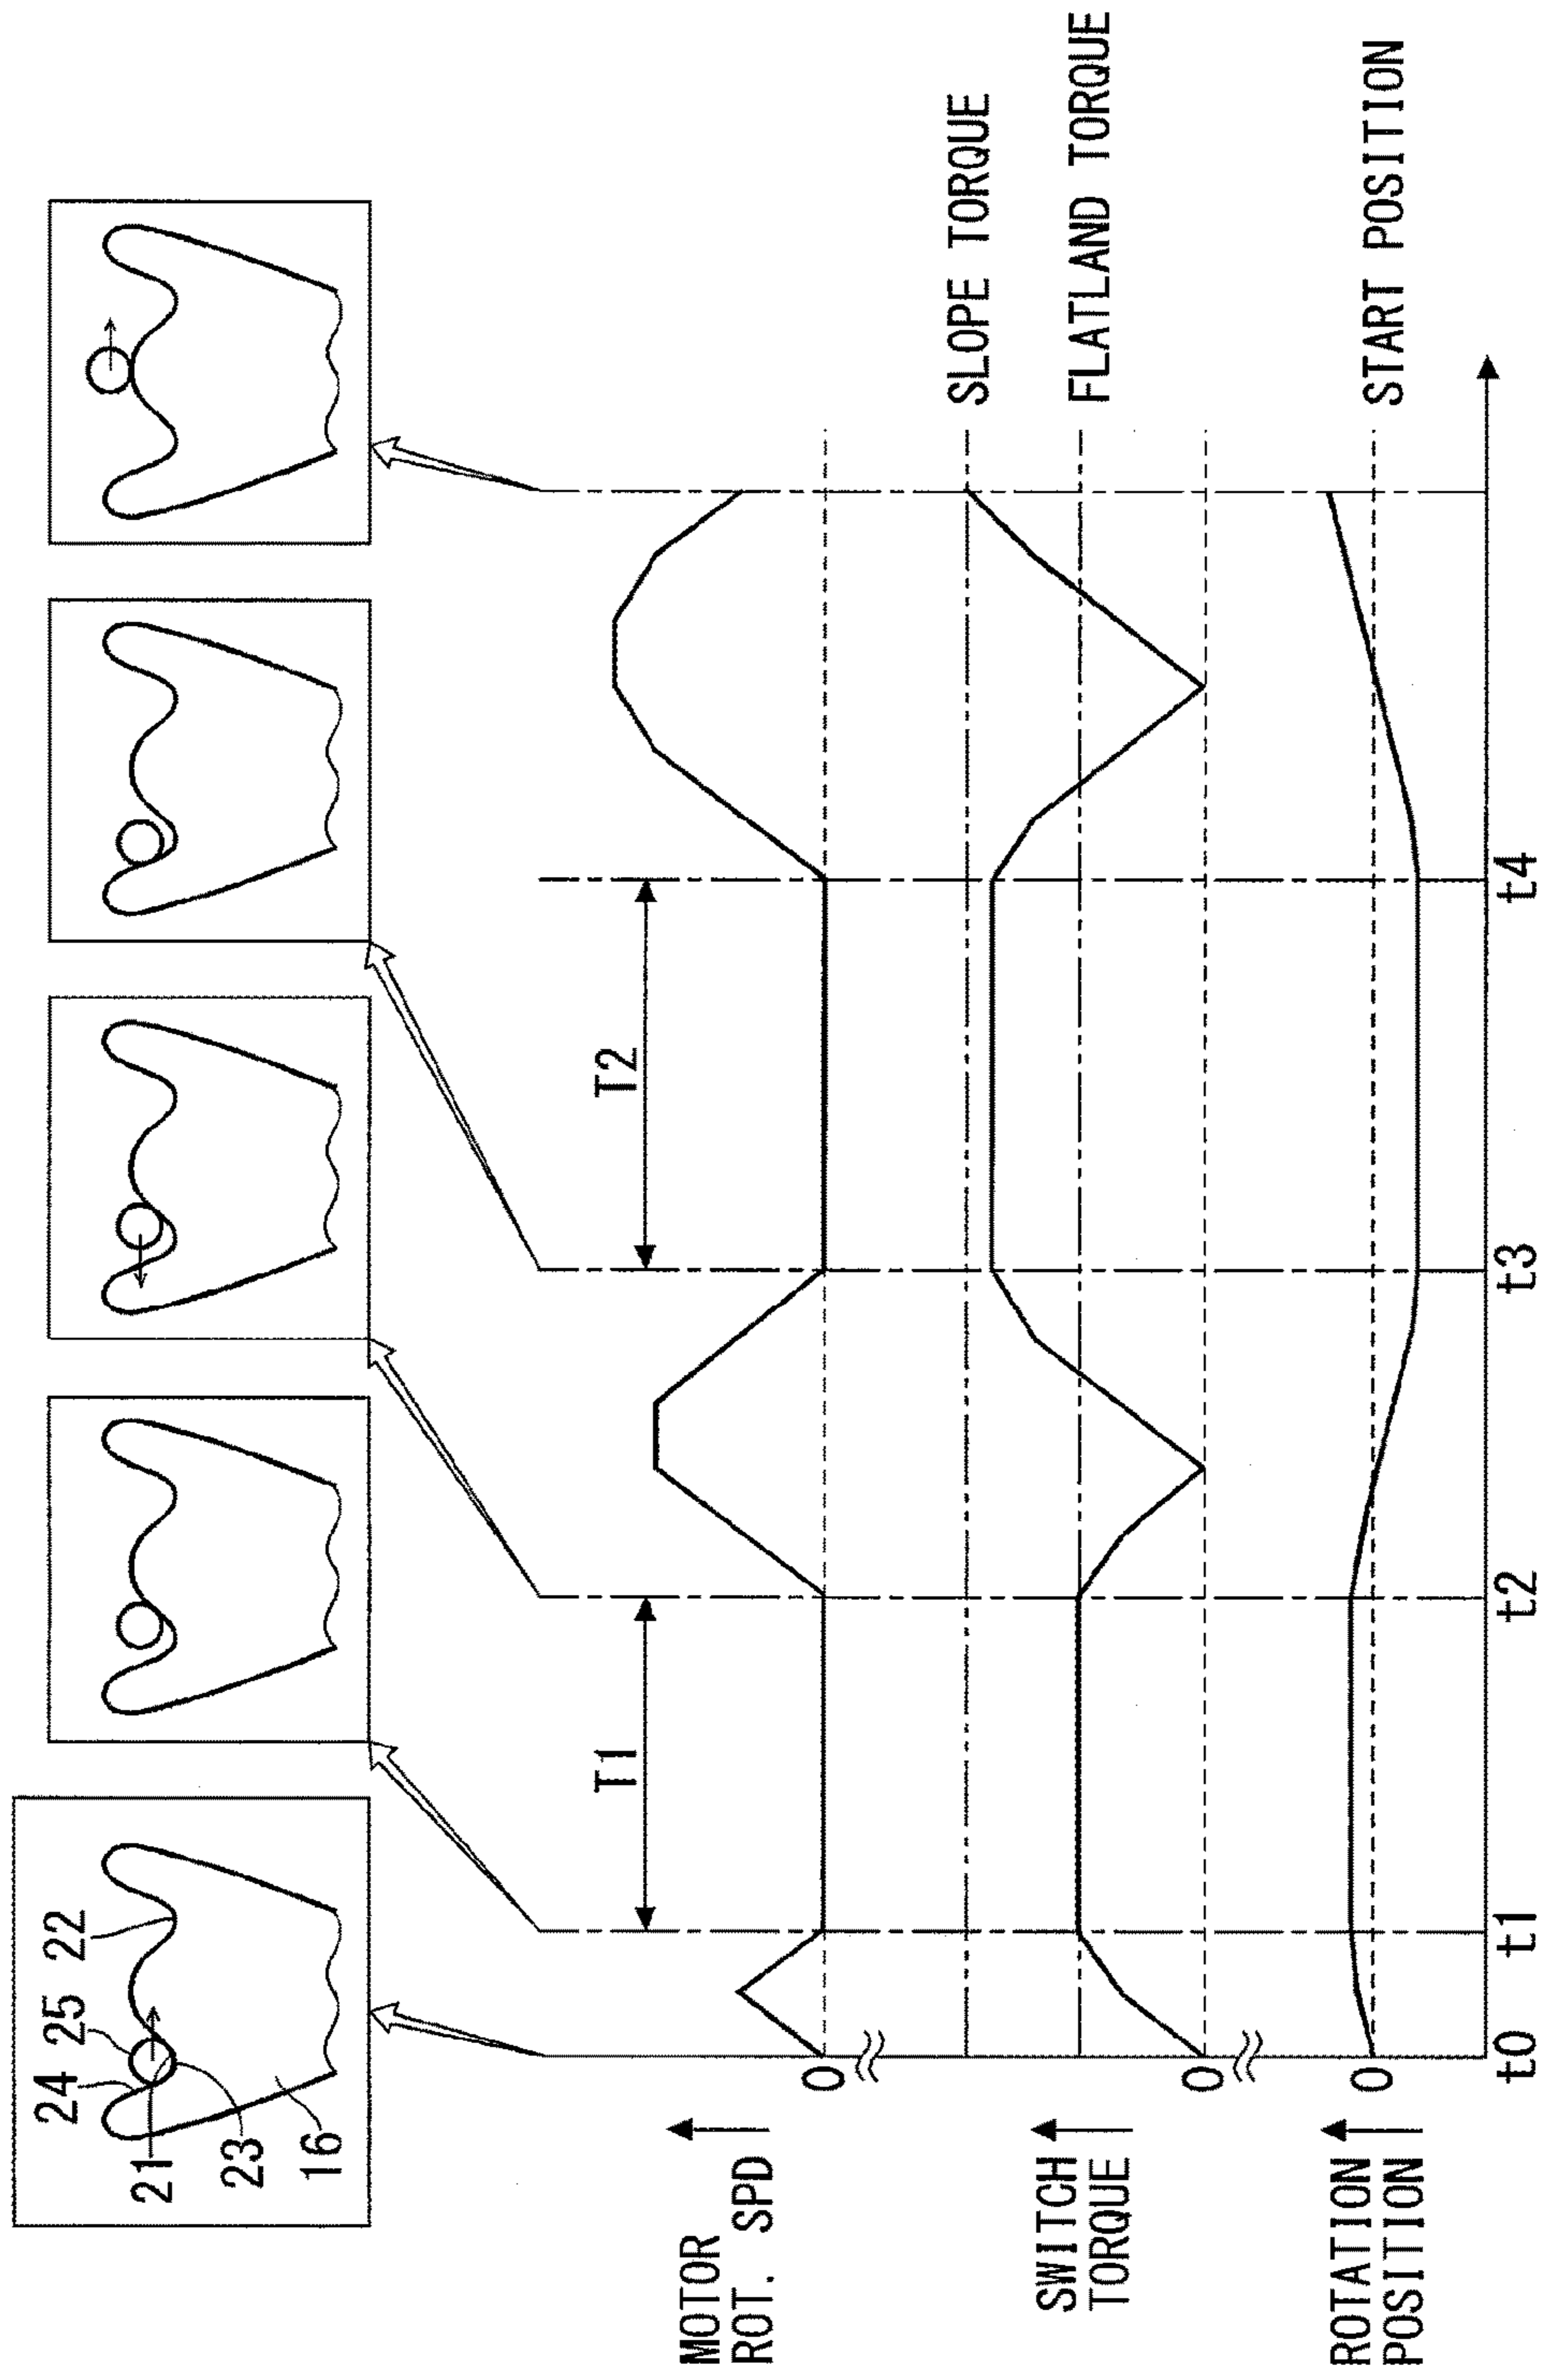 24
25
22
21
23
16
MOTOR
ROT. SPD
0
T1
T2
SWITCH
TORQUE
0
SLOPE TORQUE
FLATLAND TORQUE
ROTATION
POSITION
0
START POSITION
t0
t1
t2
t3
t4